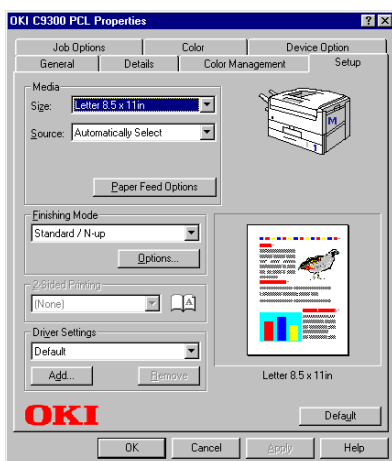 OKI C9300 PCL Properties
Job Options Color Device Option
General Details Color Management Setup
Media
Size: Letter 8.5 x 11in
Source: Automatically Select
Paper Feed Options
M
1
Finishing Mode
Standard / N-up
Options...
2-Sided Printing
(None)
A
Driver Settings
Default
Add... Remove
Letter 8.5 x 11in
OKI
Default
OK Cancel Apply Help